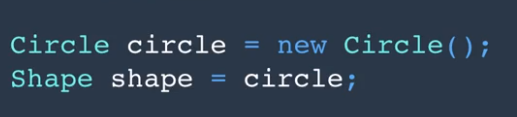 Circle circle = new Circle();
Shape shape = circle;